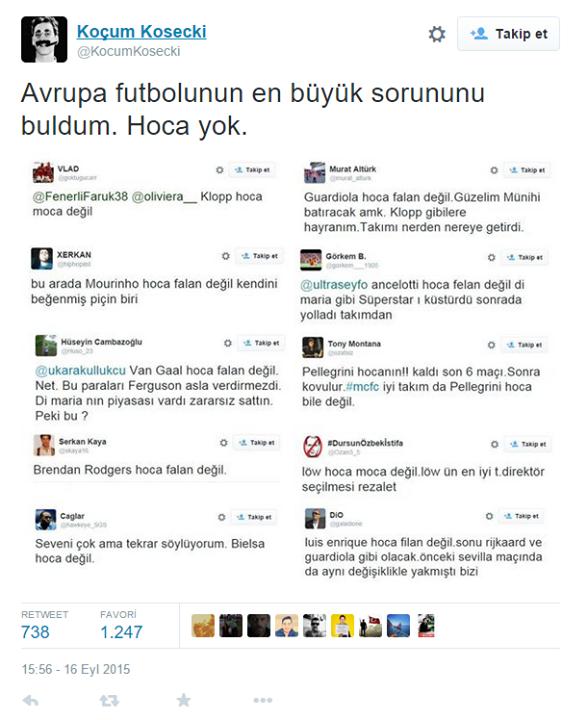 Koçum Kosecki
@KocumKosecki
Takip et
Avrupa futbolunun en büyük sorununu
buldum. Hoca yok.
VLAD
@goktugucarr
Takip et
@FenerliFaruk38 @oliviera__ Klopp hoca
moca değil
XERKAN
@hiphopbst
Takip et
bu arada Mourinho hoca falan değil kendini
beğenmiş piçin biri
Hüseyin Cambazoğlu
@Huso_23
Takip et
@ukarakullukcu Van Gaal hoca falan değil.
Net. Bu paraları Ferguson asla verdirmezdi.
Di maria nın piyasası vardı zararsız sattın.
Peki bu ?
Serkan Kaya
@skaya16
Takip et
Brendan Rodgers hoca falan değil.
Caglar
@hawkeye_SGS
Takip et
Seveni çok ama tekrar söylüyorum. Bielsa
hoca değil.
Murat Altürk
@murat_alturk
Takip et
Guardiola hoca falan değil.Güzelim Münihi
batıracak amk. Klopp gibilere
hayranım.Takımı nerden nereye getirdi.
Görkem B.
@gorkem__1905
Takip et
@ultraseyfo ancelotti hoca felan değil di
maria gibi Süperstar ı küstürdü sonrada
yolladı takımdan
Tony Montana
Takip et
Pellegrini hocanın!! kaldı son 6 maçı.Sonra
kovulur.#mcfc iyi takım da Pellegrini hoca
bile değil.
#DursunÖzbekİstifa
@Ozan5_5
Takip et
löw hoca moca değil.löw ün en iyi t.direktör
seçilmesi rezalet
DiO
@galadione
Takip et
luis enrique hoca filan değil.sonu rijkaard ve
guardiola gibi olacak.önceki sevilla maçında
da aynı değişiklikle yakmıştı bizi
RETWEET
738
FAVORİ
1.247
15:56 - 16 Eyl 2015